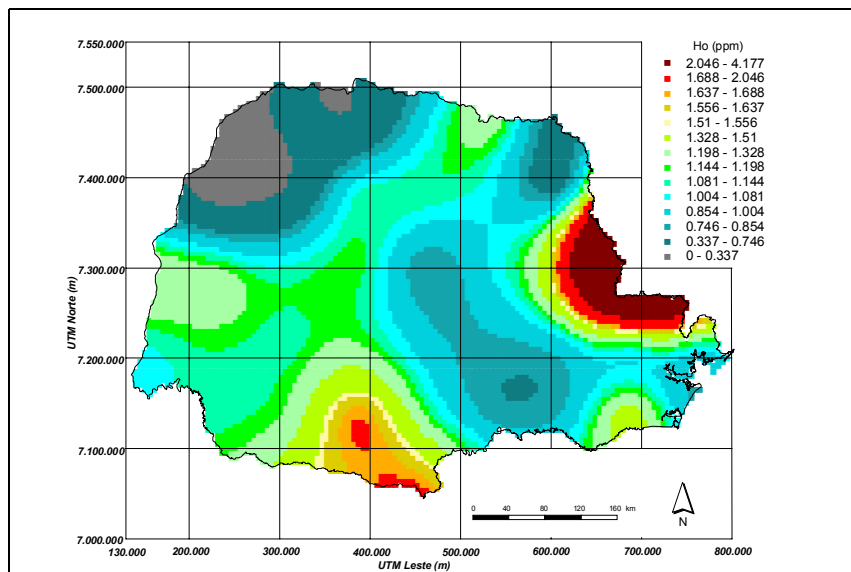 7.550.000
7.500.000
7.400.000
7.300.000
7.200.000
7.100.000
7.000.000
UTM Norte (m)
130.000 200.000 300.000 400.000 500.000 600.000 700.000 800.000
UTM Leste (m)
Ho (ppm)
2.046 - 4.177
1.688 - 2.046
1.637 - 1.688
1.556 - 1.637
1.51 - 1.556
1.328 - 1.51
1.198 - 1.328
1.144 - 1.198
1.081 - 1.144
1.004 - 1.081
0.854 - 1.004
0.746 - 0.854
0.337 - 0.746
0 - 0.337
0 40 80 120 160 km
N